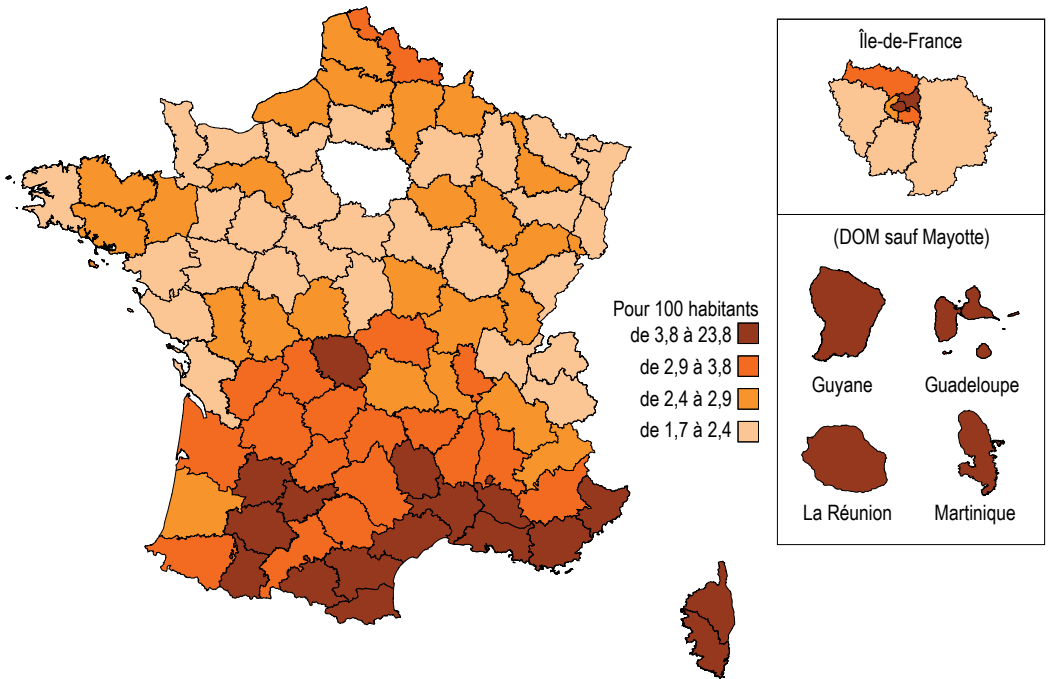 Île-de-France
(DOM sauf Mayotte)
Pour 100 habitants
de 3,8 à 23,8
de 2,9 à 3,8
de 2,4 à 2,9
de 1,7 à 2,4
Guyane
Guadeloupe
La Réunion
Martinique